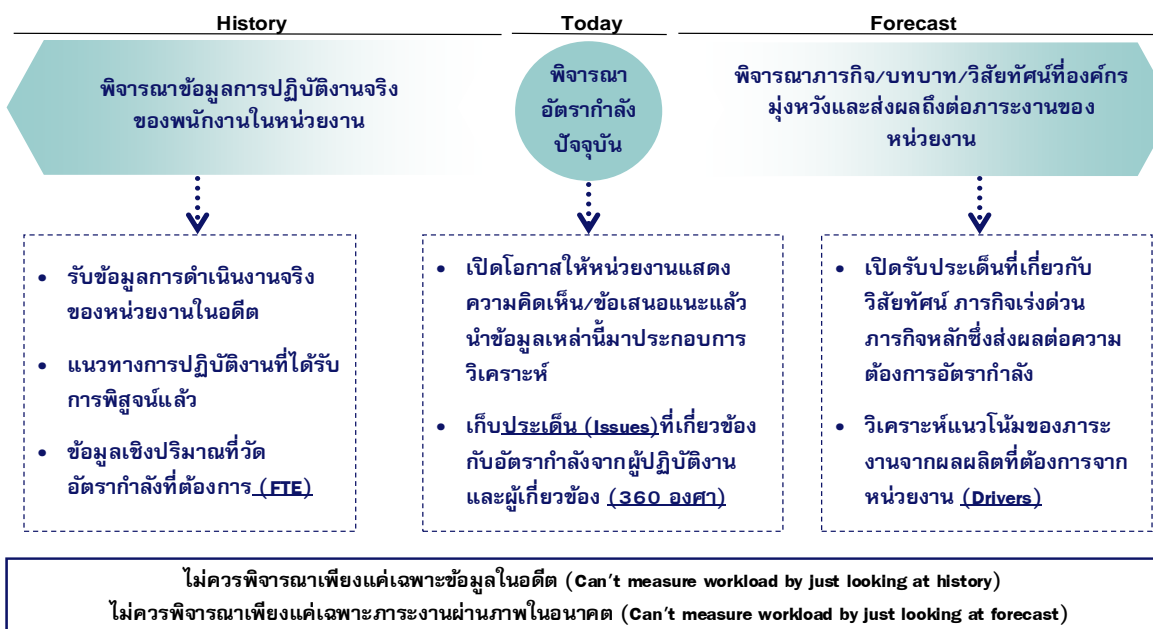 History
Today
Forecast
พิจารณาข้อมูลการปฏิบัติงานจริง
ของพนักงานในหน่วยงาน
พิจารณา
อัตรากำลัง
ปัจจุบัน
พิจารณาภารกิจ/บทบาท/วิสัยทัศน์ที่องค์กร
มุ่งหวังและส่งผลถึงต่อภาระงานของ
หน่วยงาน
• รับข้อมูลการดำเนินงานจริง
ของหน่วยงานในอดีต
• แนวทางการปฏิบัติงานที่ได้รับ
การพิสูจน์แล้ว
• ข้อมูลเชิงปริมาณที่วัด
อัตรากำลังที่ต้องการ (FTE)
• เปิดโอกาสให้หน่วยงานแสดง
ความคิดเห็น/ข้อเสนอแนะแล้ว
นำข้อมูลเหล่านี้มาประกอบการ
วิเคราะห์
• เก็บประเด็น (Issues)ที่เกี่ยวข้อง
กับอัตรากำลังจากผู้ปฏิบัติงาน
และผู้เกี่ยวข้อง (360 องศา)
• เปิดรับประเด็นที่เกี่ยวกับ
วิสัยทัศน์ ภารกิจเร่งด่วน
ภารกิจหลักซึ่งส่งผลต่อความ
ต้องการอัตรากำลัง
• วิเคราะห์แนวโน้มของภาระ
งานจากผลผลิตที่ต้องการจาก
หน่วยงาน (Drivers)
ไม่ควรพิจารณาเพียงแค่เฉพาะข้อมูลในอดีต (Can't measure workload by just looking at history)
ไม่ควรพิจารณาเพียงแค่เฉพาะภาระงานผ่านภาพในอนาคต (Can't measure workload by just looking at forecast)